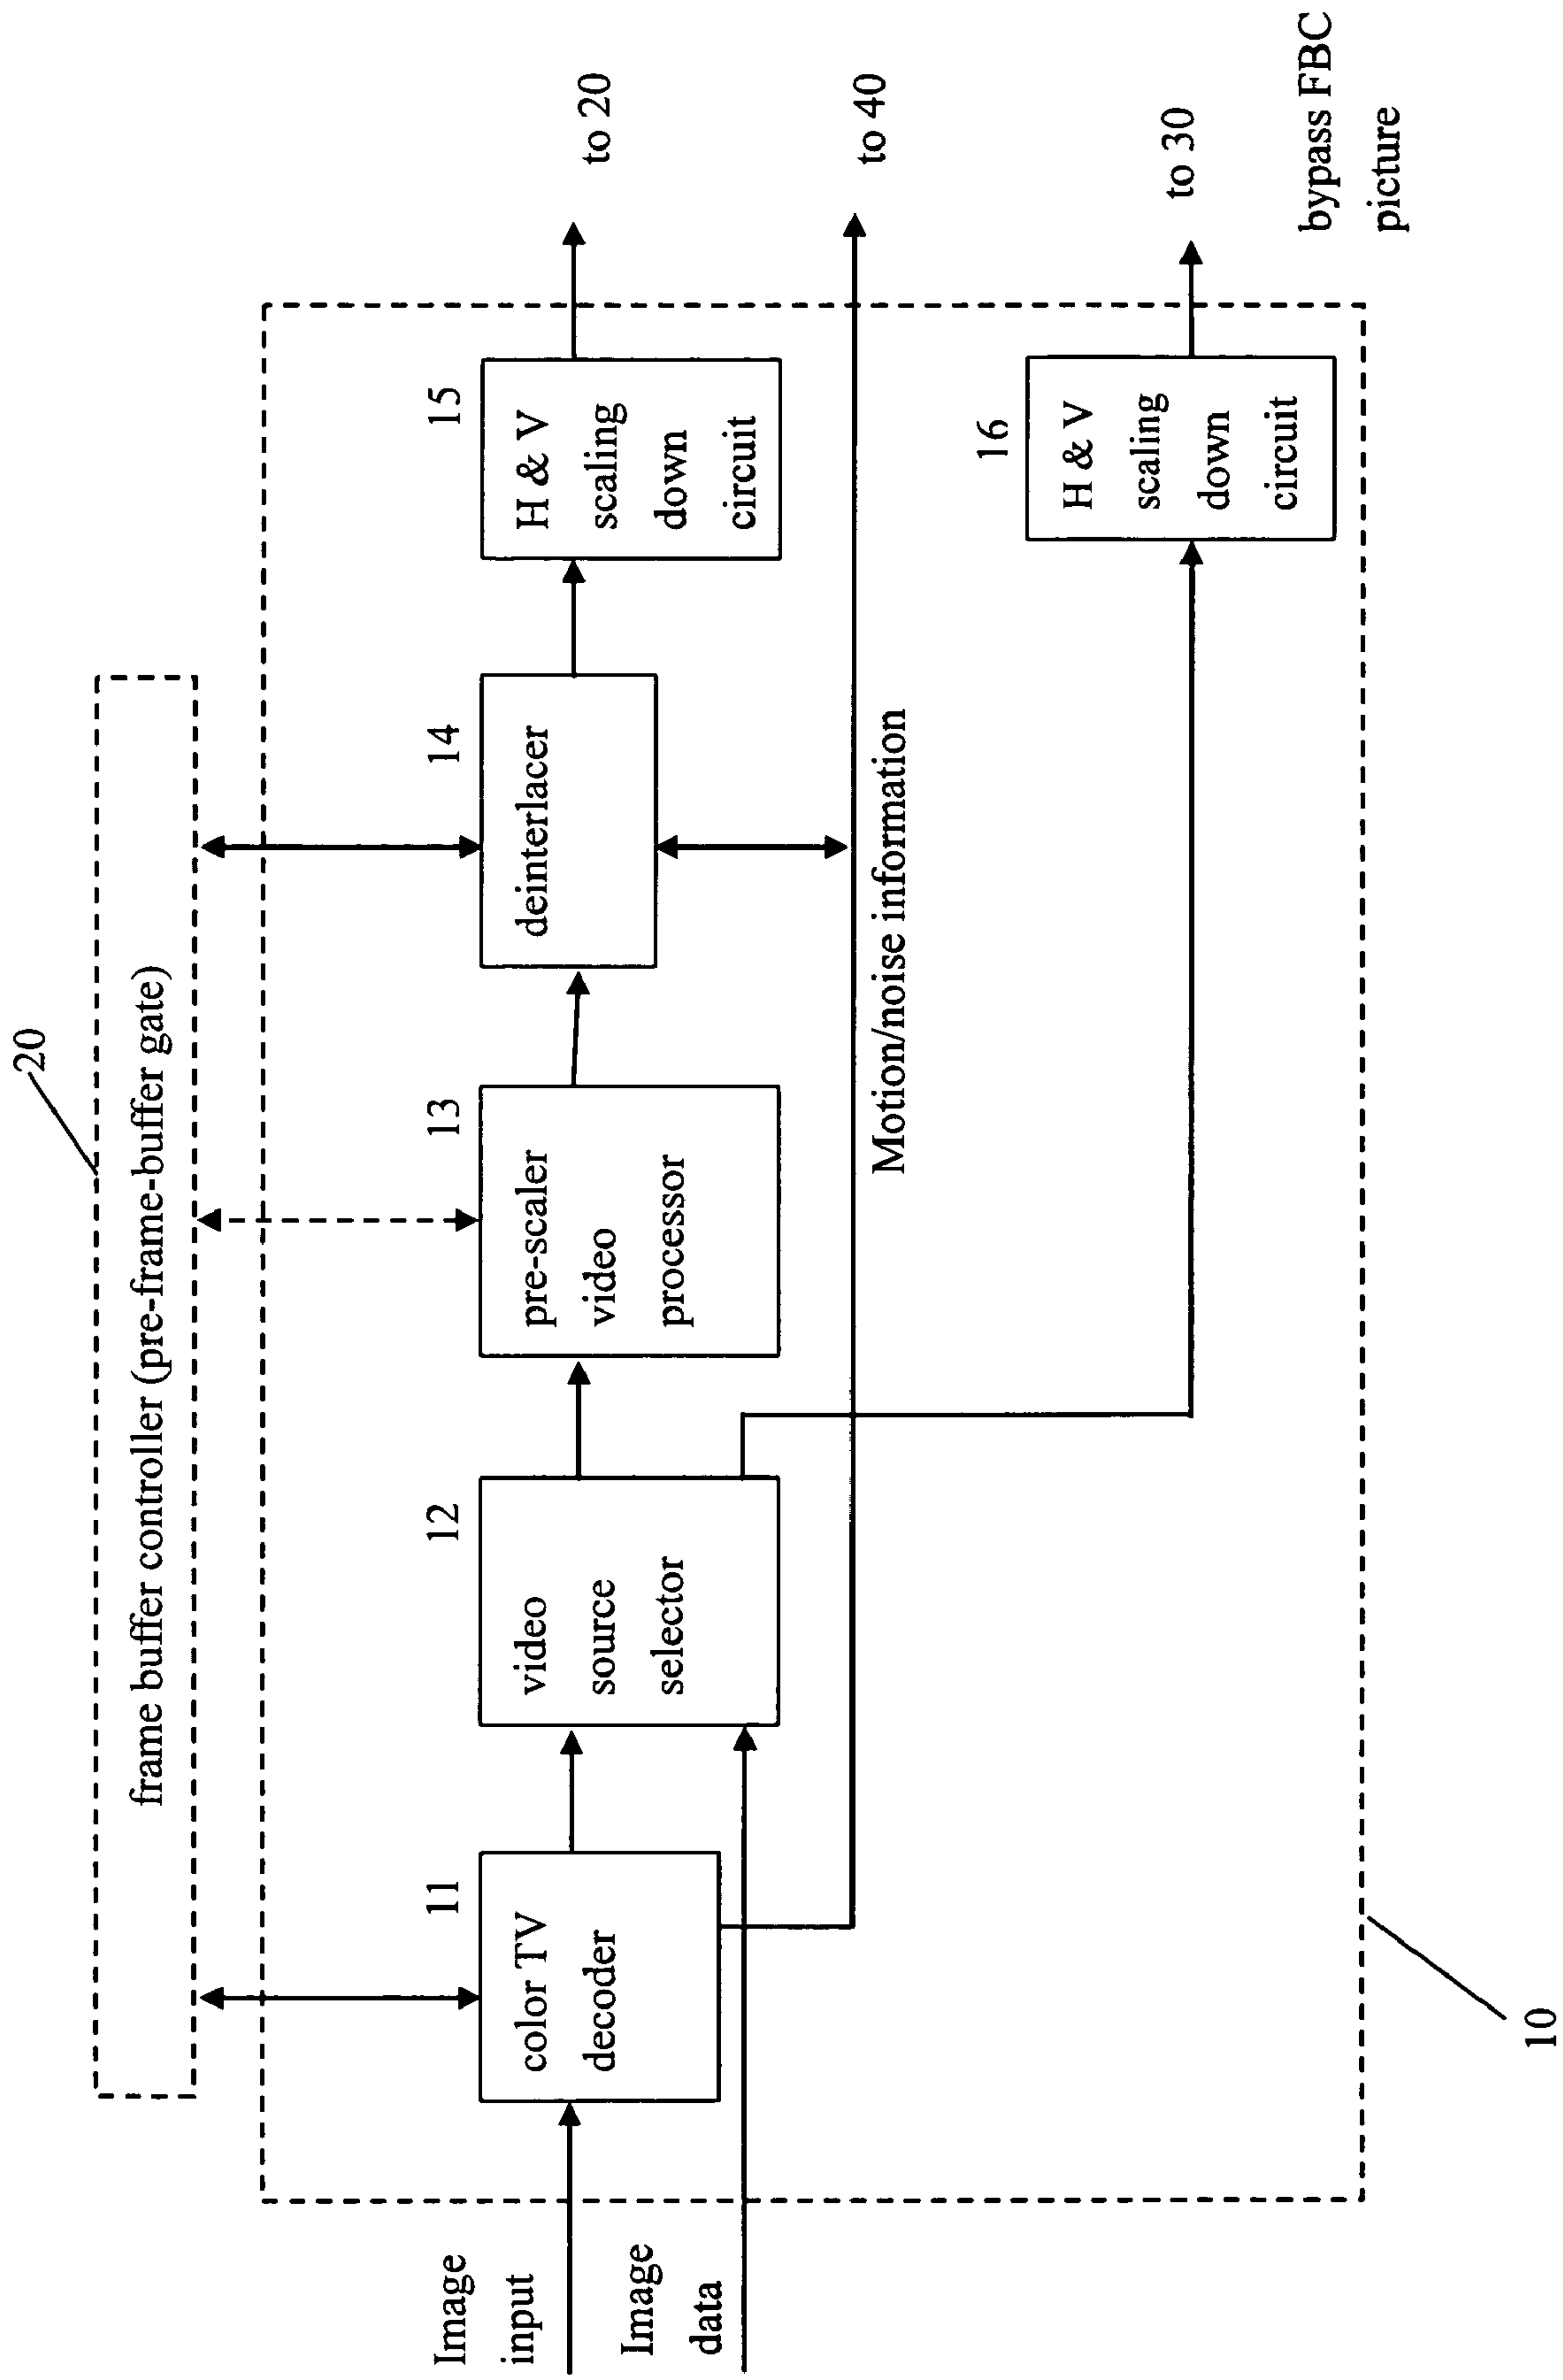 20
frame buffer controller (pre-frame-buffer gate)
11
color TV
decoder
12
video
source
selector
13
pre-scaler
video
processor
14
deinterlacer
15
H & V
scaling
down
circuit
to 20
Image
input
Image
data
Motion/noise information
to 40
16
H & V
scaling
down
circuit
to 30
bypass FBC
picture
10